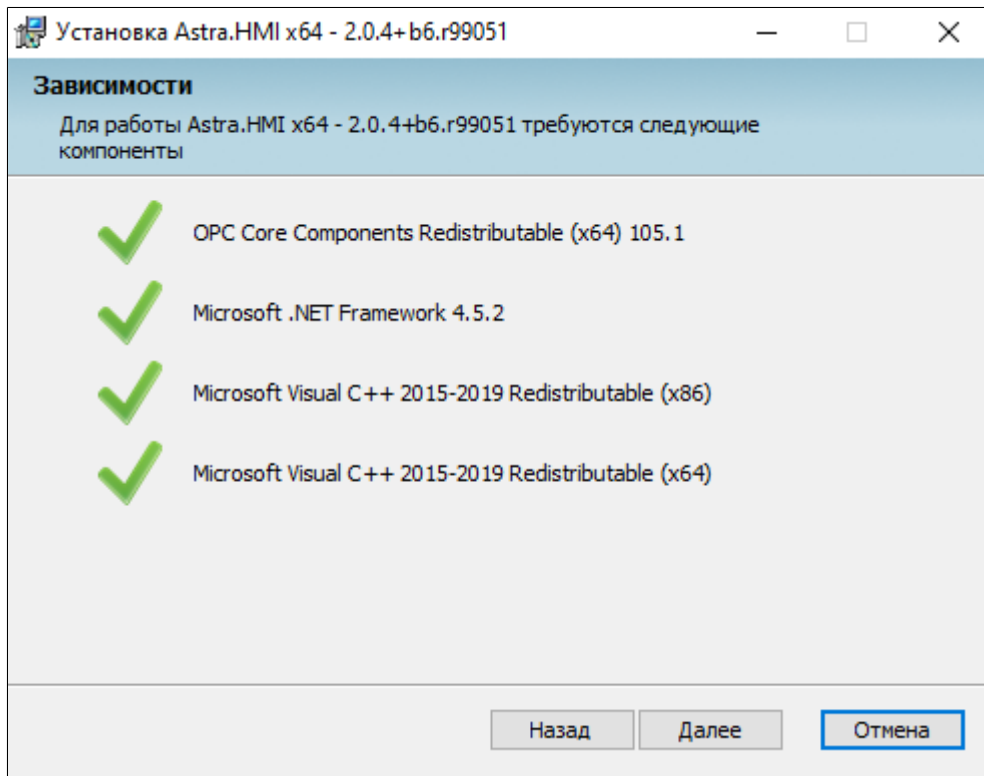 Установка Astra.HMI x64 - 2.0.4+b6.r99051
Зависимости
Для работы Astra.HMI x64 - 2.0.4+b6.r99051 требуются следующие
компоненты
OPC Core Components Redistributable (x64) 105.1
Microsoft .NET Framework 4.5.2
Microsoft Visual C++ 2015-2019 Redistributable (x86)
Microsoft Visual C++ 2015-2019 Redistributable (x64)
Назад Далее Отмена